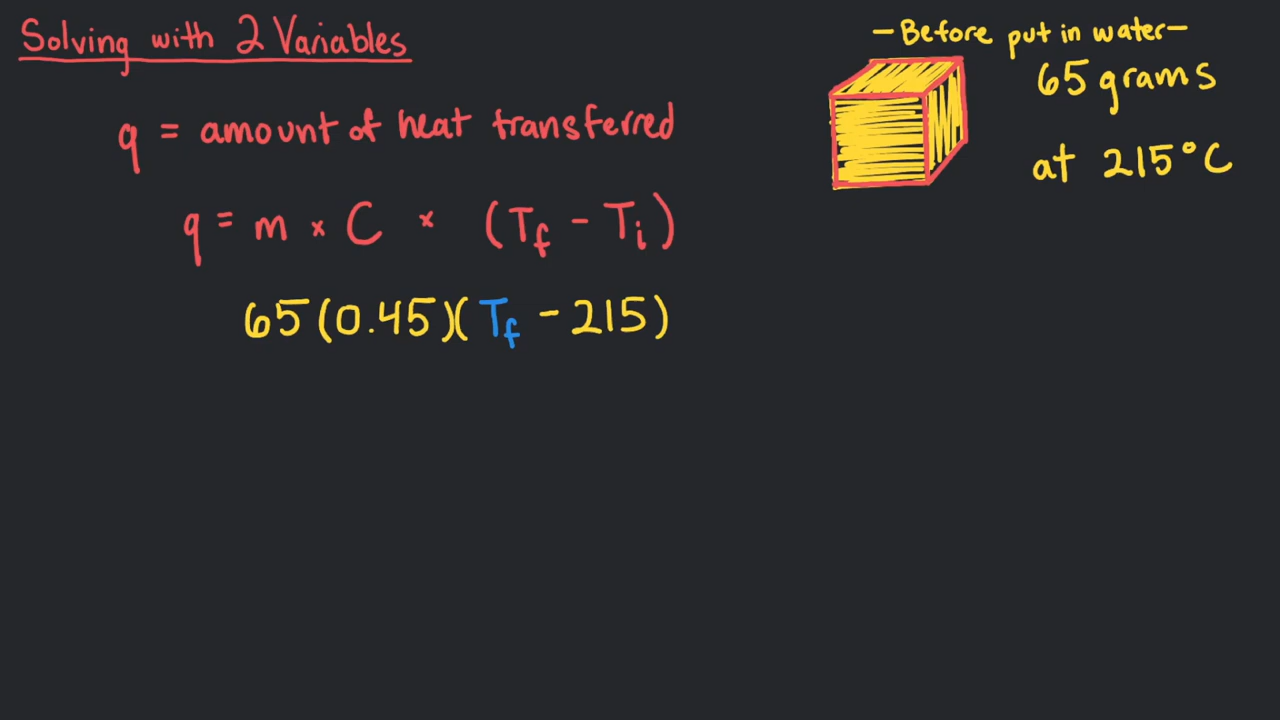 Solving with 2 Variables
—Before put in water—
65 grams
at 215°C
q = amount of heat transferred
q = m × C × (Tf - Ti)
65(0.45)(Tf - 215)